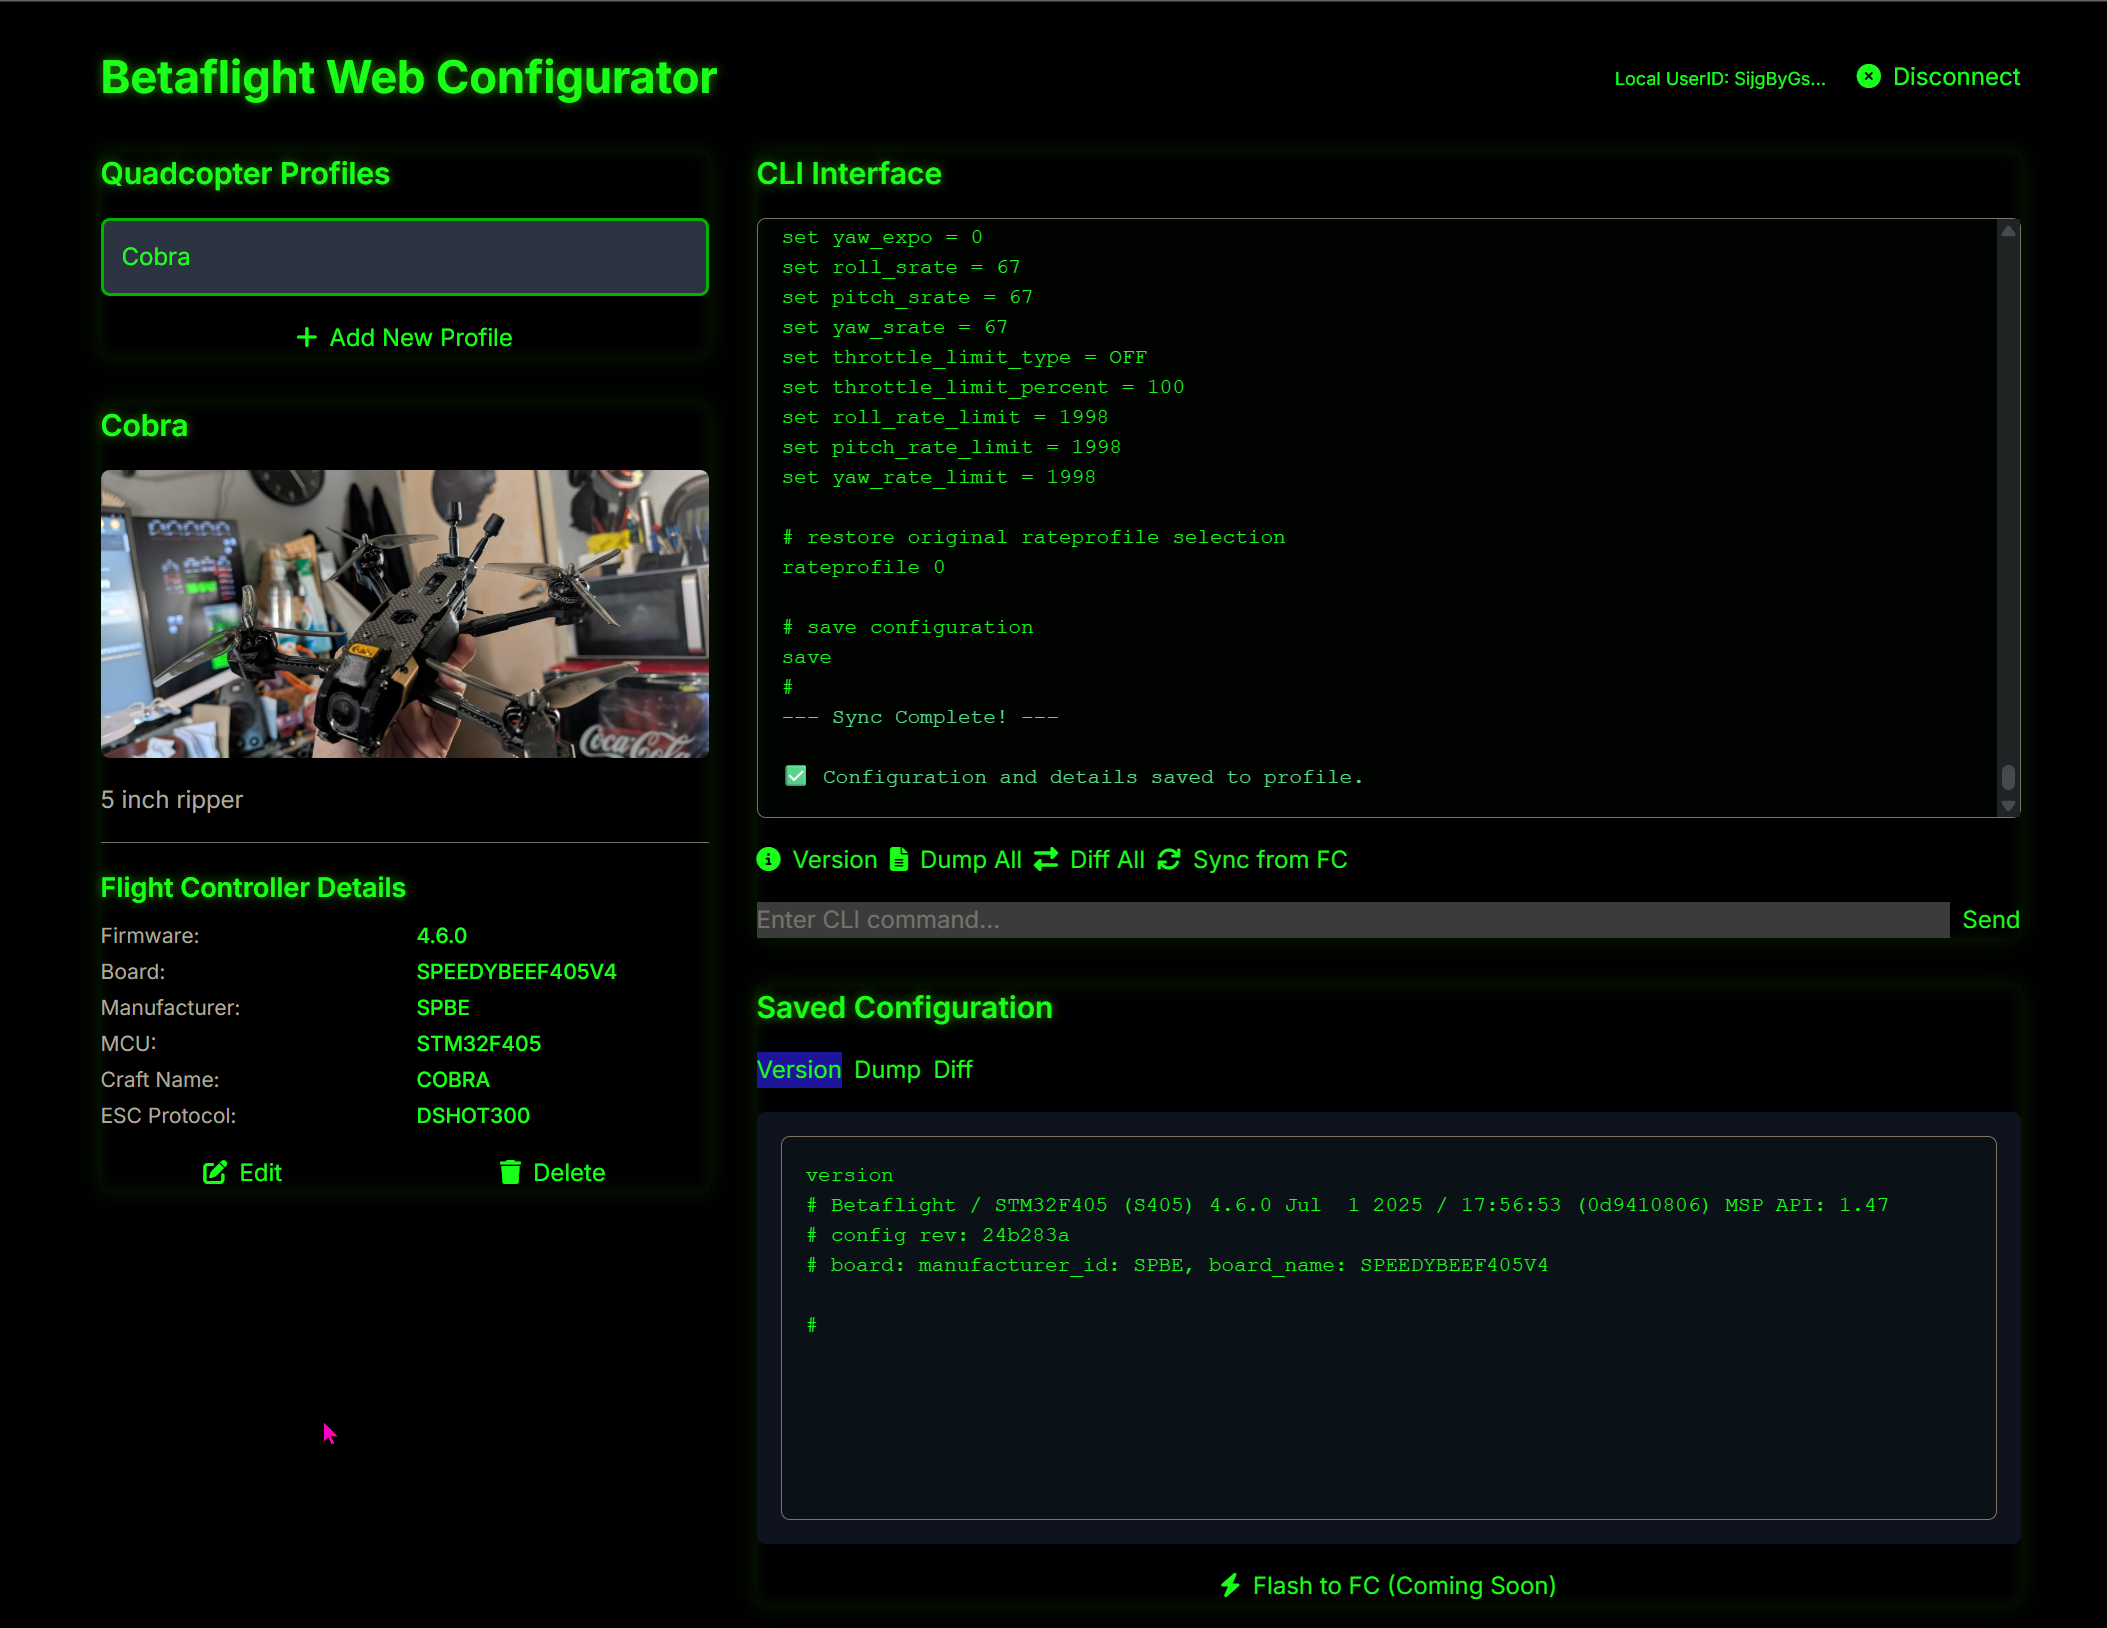 Betaflight Web Configurator
Local UserID: SijgByGs...
Disconnect
Quadcopter Profiles
Cobra
Add New Profile
Cobra
Coca-Cola
5 inch ripper
Flight Controller Details
Firmware: 4.6.0
Board: SPEEDYBEEF405V4
Manufacturer: SPBE
MCU: STM32F405
Craft Name: COBRA
ESC Protocol: DSHOT300
Edit Delete
CLI Interface
set yaw_expo = 0
set roll_srate = 67
set pitch_srate = 67
set yaw_srate = 67
set throttle_limit_type = OFF
set throttle_limit_percent = 100
set roll_rate_limit = 1998
set pitch_rate_limit = 1998
set yaw_rate_limit = 1998
# restore original rateprofile selection
rateprofile 0
# save configuration
save
#
--- Sync Complete! ---
✅ Configuration and details saved to profile.
Version Dump All Diff All Sync from FC
Enter CLI command... Send
Saved Configuration
Version Dump Diff
version
# Betaflight / STM32F405 (S405) 4.6.0 Jul  1 2025 / 17:56:53 (0d9410806) MSP API: 1.47
# config rev: 24b283a
# board: manufacturer_id: SPBE, board_name: SPEEDYBEEF405V4
#
Flash to FC (Coming Soon)